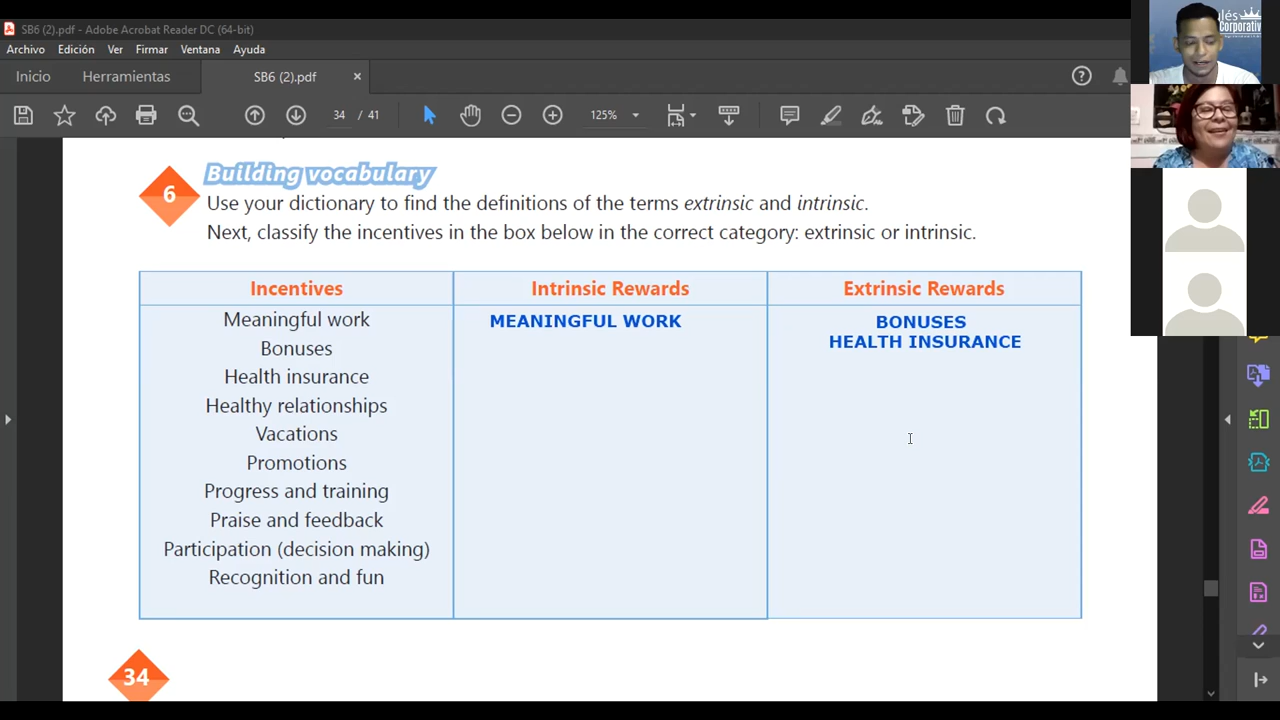 SB6 (2).pdf - Adobe Acrobat Reader DC (64-bit)
Archivo Edición Ver Firmar Ventana Ayuda
Inicio Herramientas SB6 (2).pdf ×
34 / 41 125%
lés
Corporativ
6
Building vocabulary
Use your dictionary to find the definitions of the terms extrinsic and intrinsic.
Next, classify the incentives in the box below in the correct category: extrinsic or intrinsic.
Incentives Intrinsic Rewards Extrinsic Rewards
Meaningful work MEANINGFUL WORK BONUSES
HEALTH INSURANCE
Bonuses
Health insurance
Healthy relationships
Vacations
Promotions
Progress and training
Praise and feedback
Participation (decision making)
Recognition and fun
34